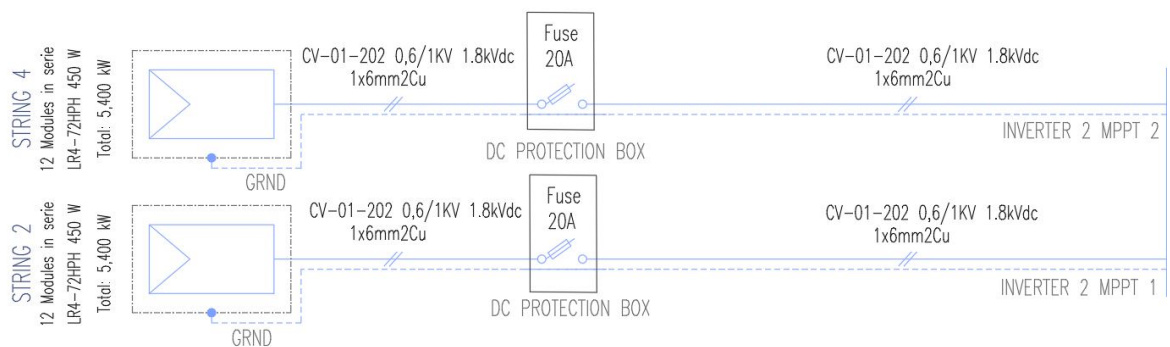 STRING 4
12 Modules in serie
LR4-72HPH 450 W
Total: 5,400 kW
CV-01-202 0,6/1KV 1.8kVdc
1x6mm2Cu
Fuse
20A
CV-01-202 0,6/1KV 1.8kVdc
1x6mm2Cu
INVERTER 2 MPPT 2
DC PROTECTION BOX
GRND
STRING 2
12 Modules in serie
LR4-72HPH 450 W
Total: 5,400 kW
CV-01-202 0,6/1KV 1.8kVdc
1x6mm2Cu
Fuse
20A
CV-01-202 0,6/1KV 1.8kVdc
1x6mm2Cu
INVERTER 2 MPPT 1
DC PROTECTION BOX
GRND